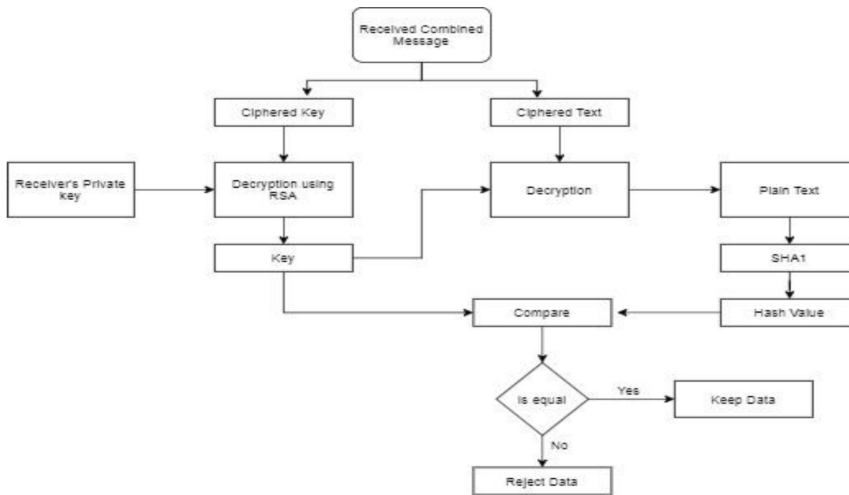 Received Combined
Message
Ciphered Key
Ciphered Text
Receiver's Private
key
Decryption using
RSA
Decryption
Plain Text
Key
SHA1
Compare
Hash Value
Is equal
Yes
Keep Data
No
Reject Data